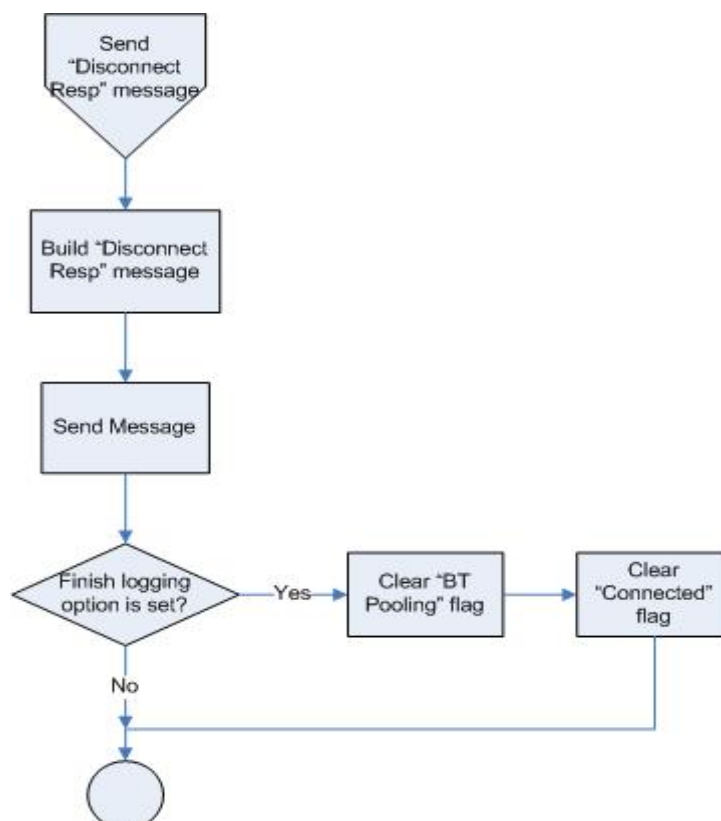 Send
“Disconnect
Resp” message
Build “Disconnect
Resp” message
Send Message
Finish logging
option is set?
Yes
Clear “BT
Pooling” flag
Clear
“Connected”
flag
No